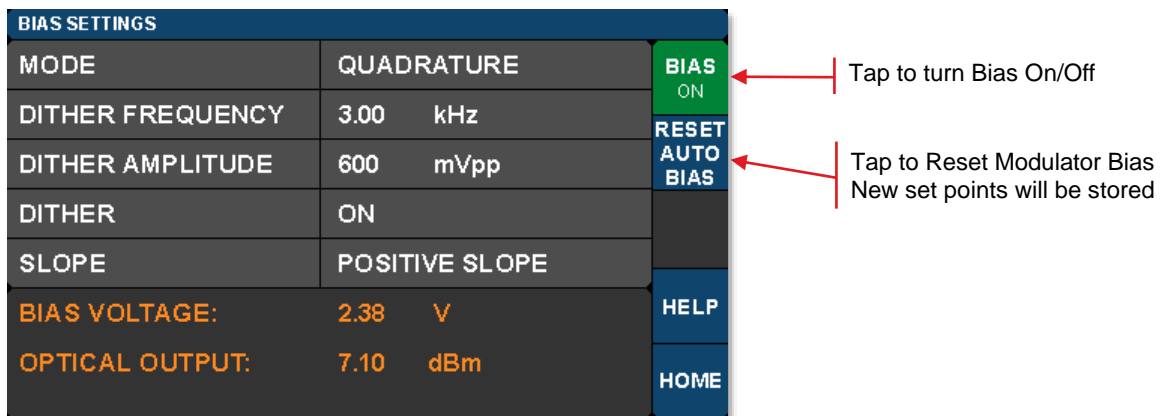 BIAS SETTINGS
MODE QUADRATURE
DITHER FREQUENCY 3.00 kHz
DITHER AMPLITUDE 600 mVpp
DITHER ON
SLOPE POSITIVE SLOPE
BIAS VOLTAGE: 2.38 V
OPTICAL OUTPUT: 7.10 dBm
BIAS
ON
RESET
AUTO
BIAS
HELP
HOME
Tap to turn Bias On/Off
Tap to Reset Modulator Bias
New set points will be stored